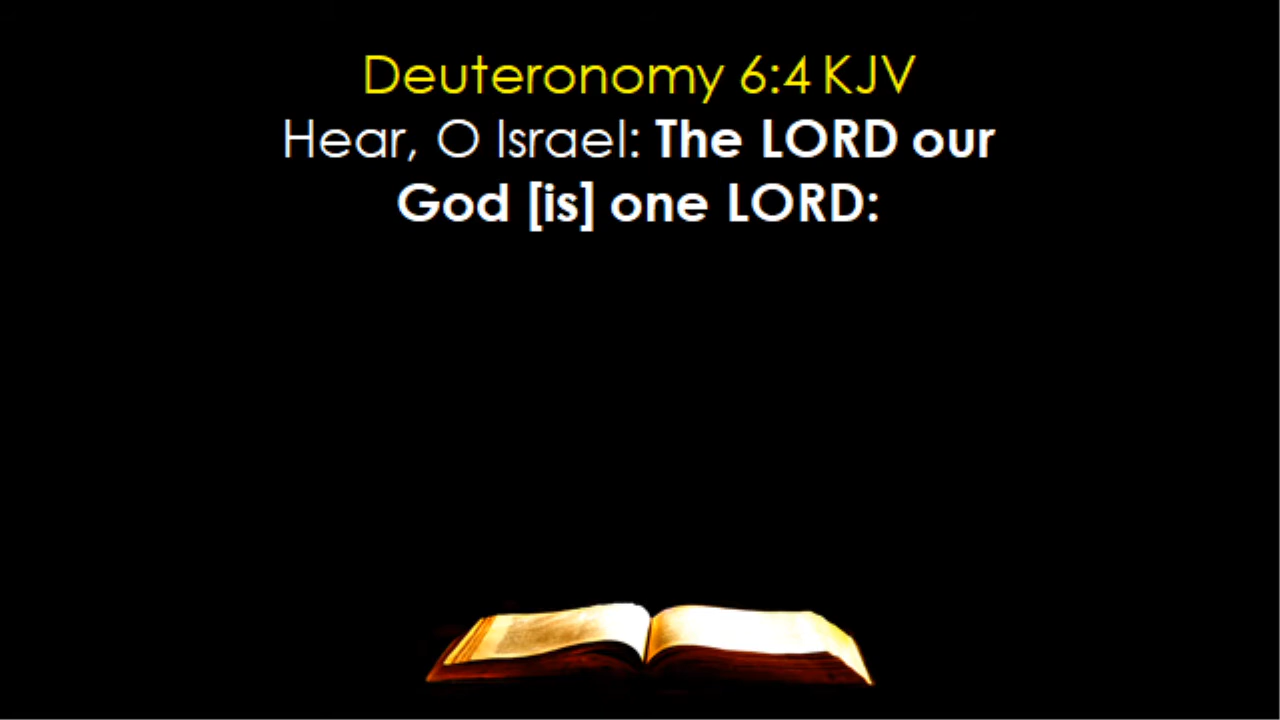 Deuteronomy 6:4 KJV
Hear, O Israel: The LORD our
God [is] one LORD: